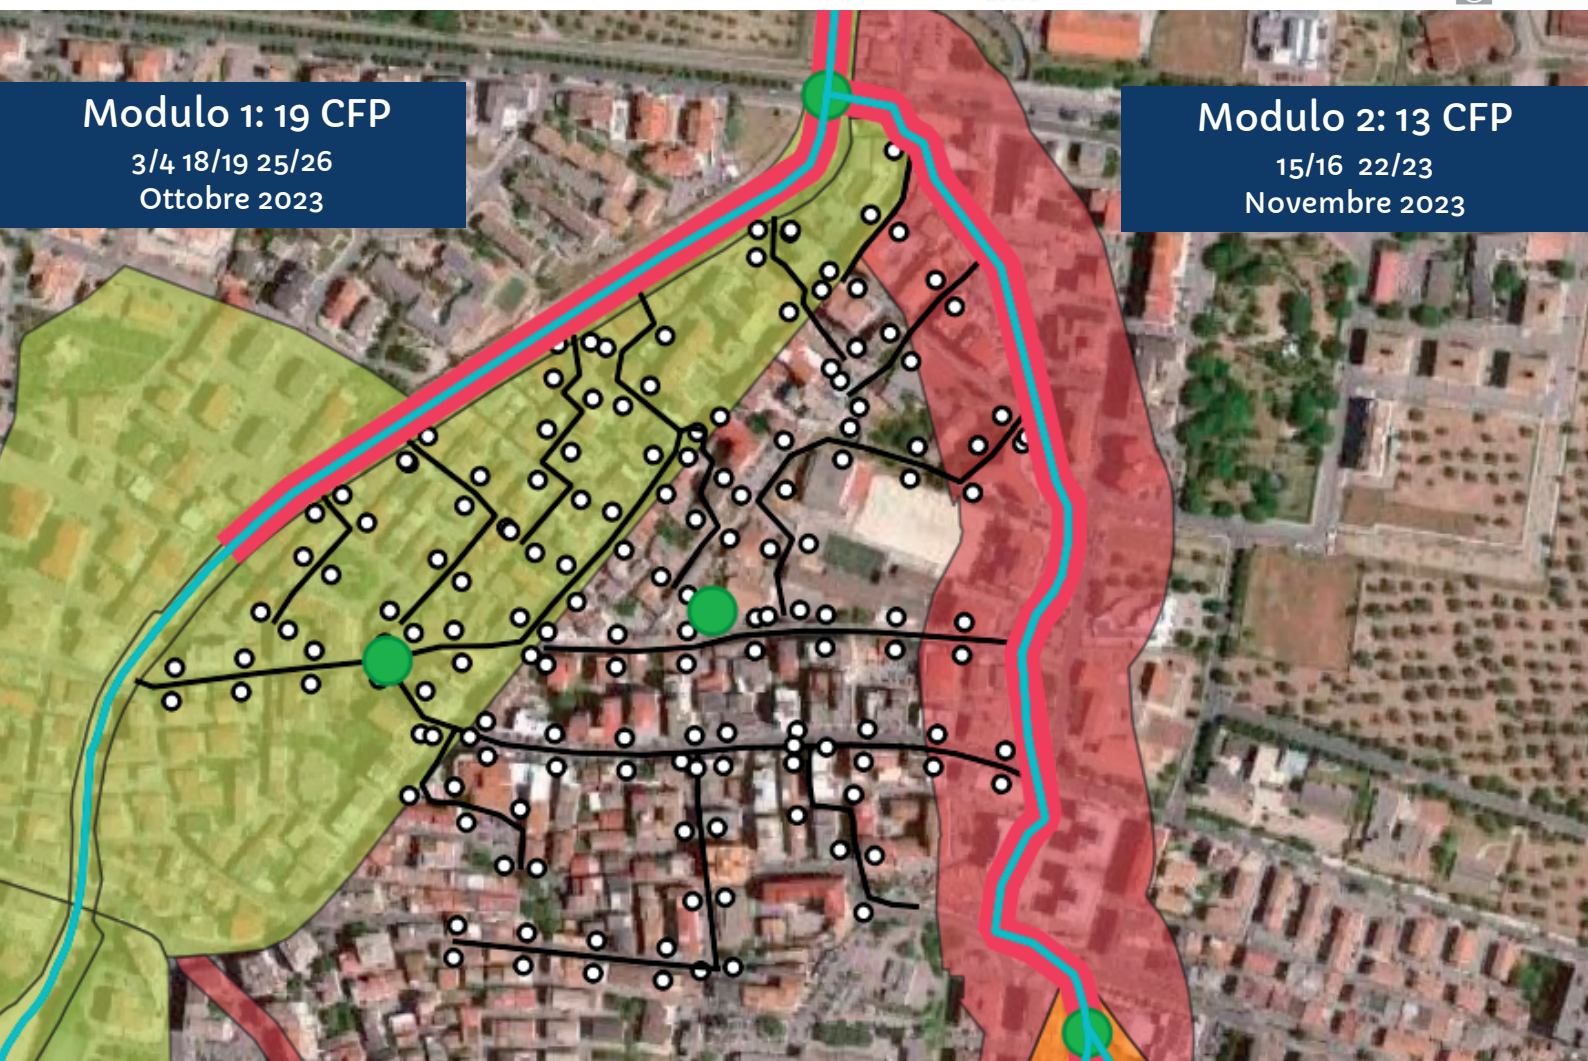 Modulo 1: 19 CFP
3/4 18/19 25/26
Ottobre 2023
Modulo 2: 13 CFP
15/16 22/23
Novembre 2023